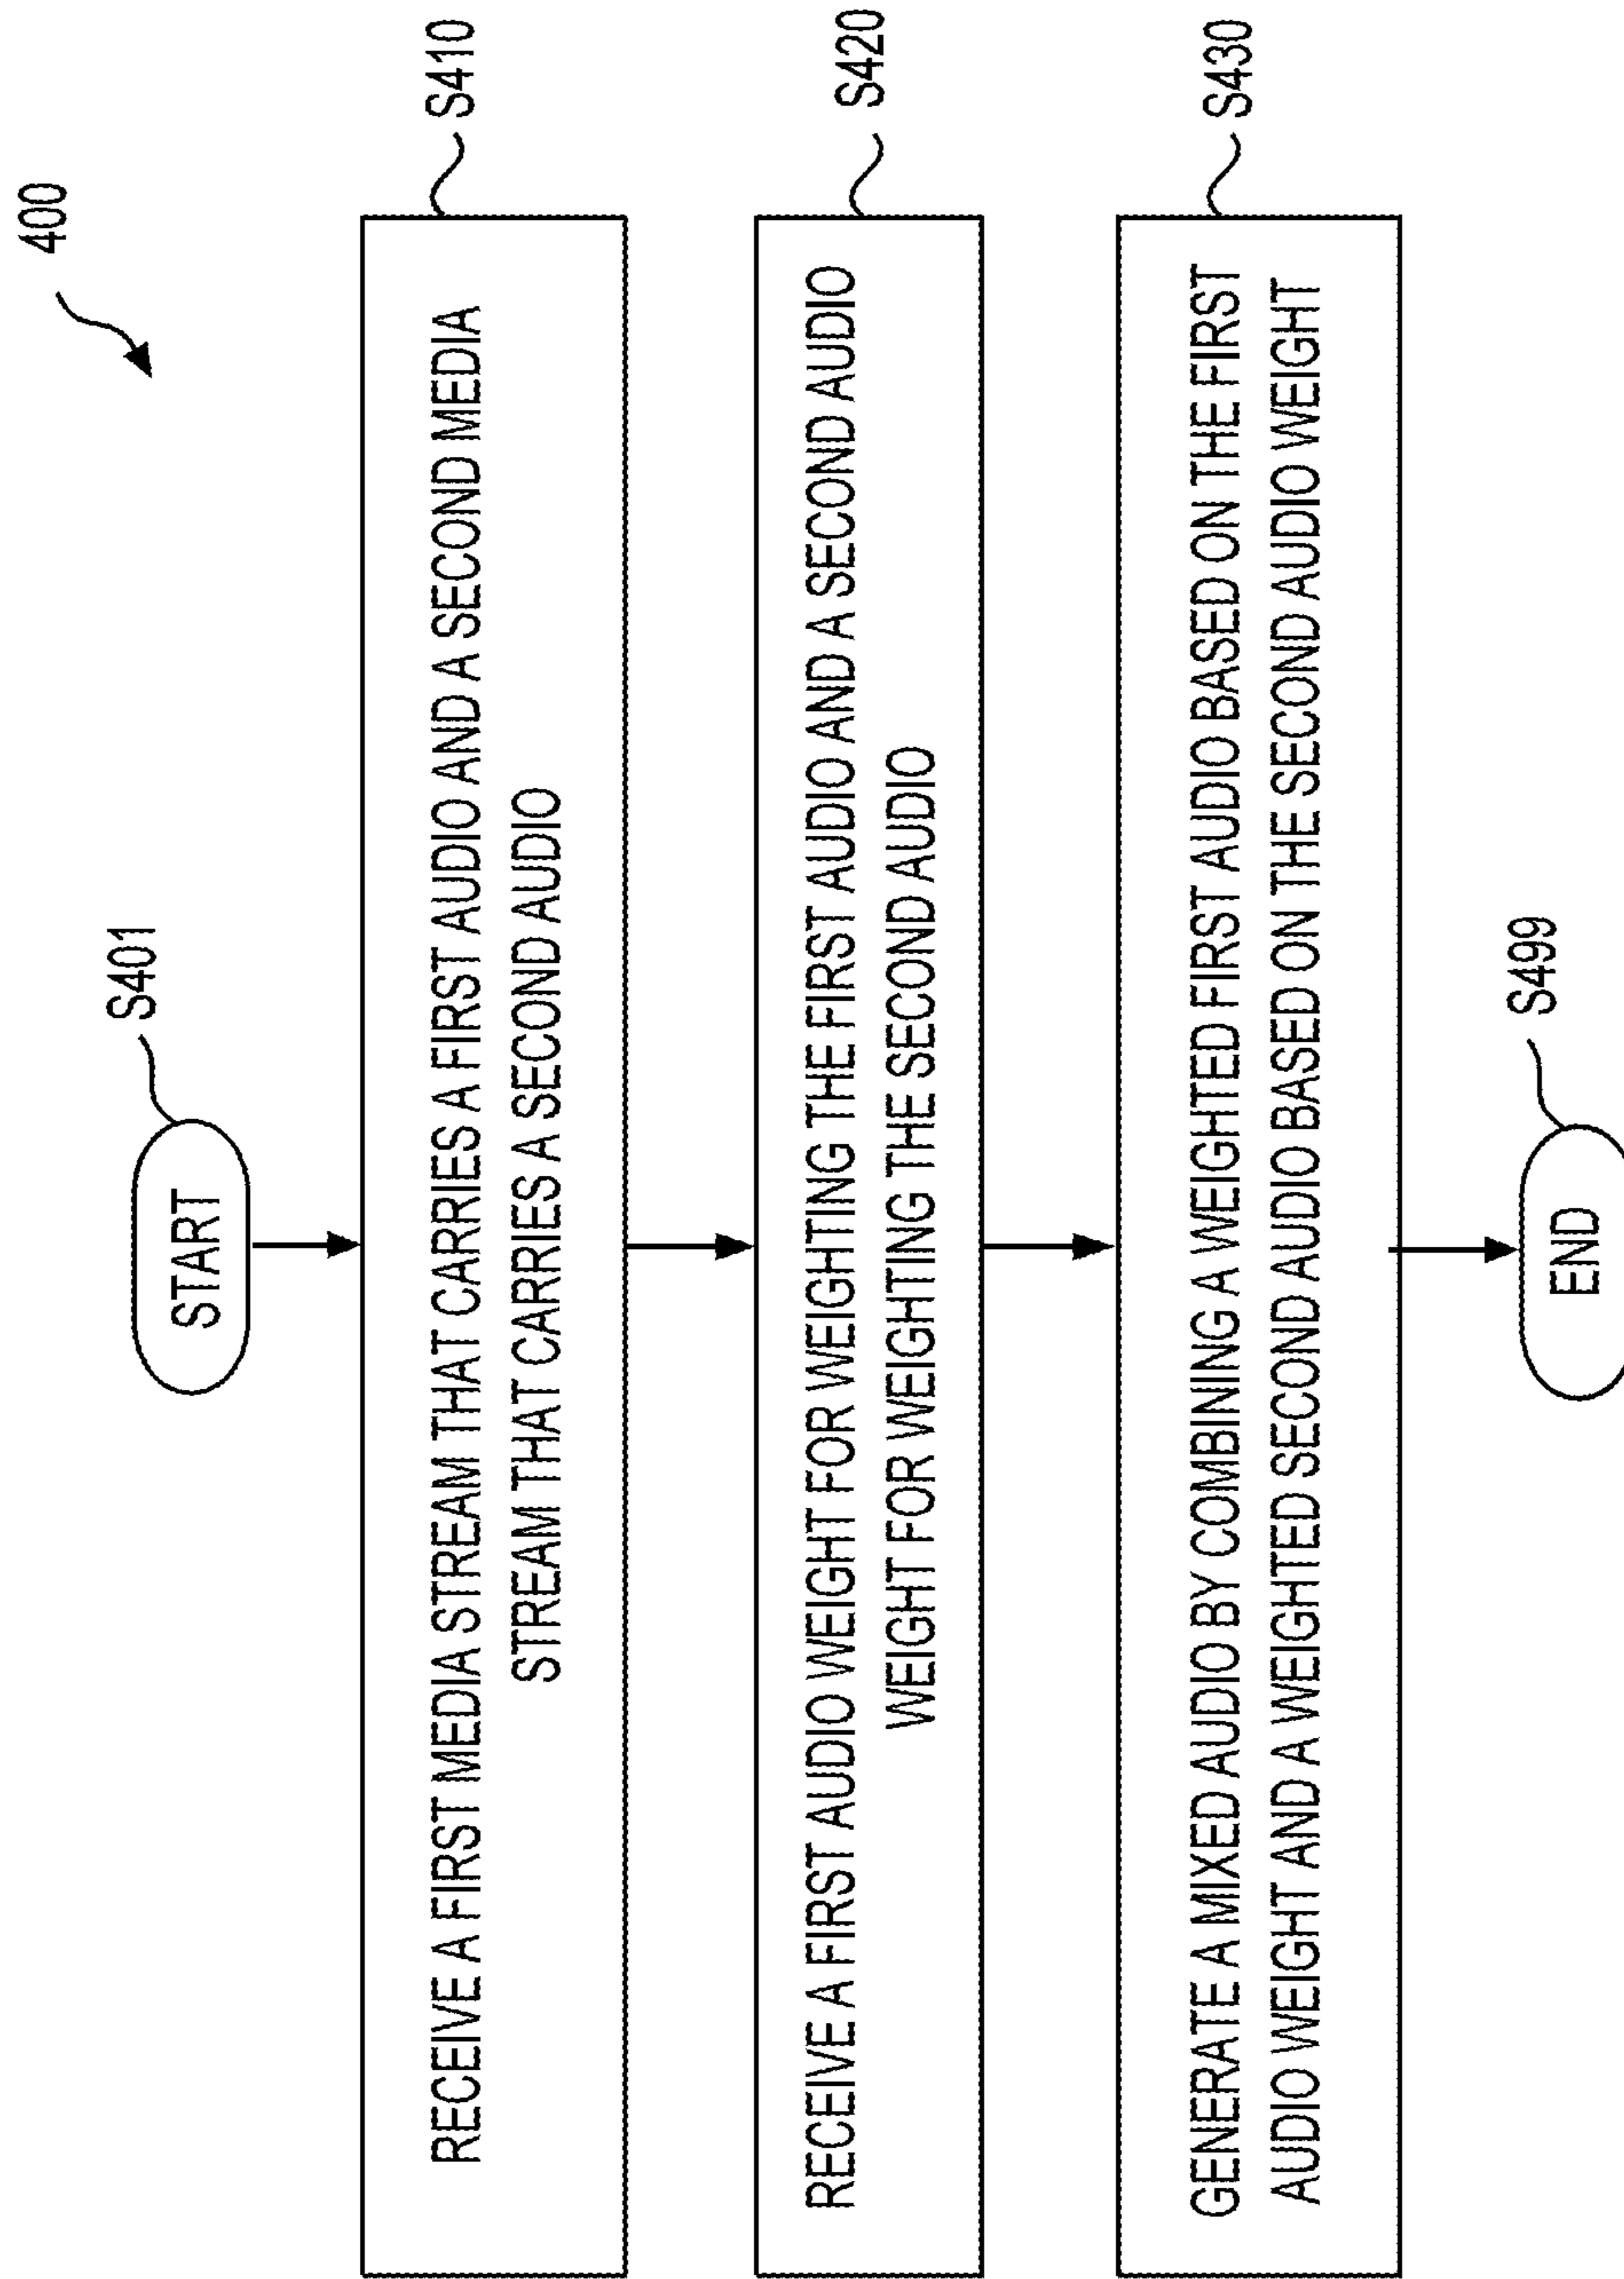 400
S401
START
S410
RECEIVE A FIRST MEDIA STREAM THAT CARRIES A FIRST AUDIO AND A SECOND MEDIA
STREAM THAT CARRIES A SECOND AUDIO
S420
RECEIVE A FIRST AUDIO WEIGHT FOR WEIGHTING THE FIRST AUDIO AND A SECOND AUDIO
WEIGHT FOR WEIGHTING THE SECOND AUDIO
S430
GENERATE A MIXED AUDIO BY COMBINING A WEIGHTED FIRST AUDIO BASED ON THE FIRST
AUDIO WEIGHT AND A WEIGHTED SECOND AUDIO BASED ON THE SECOND AUDIO WEIGHT
S499
END